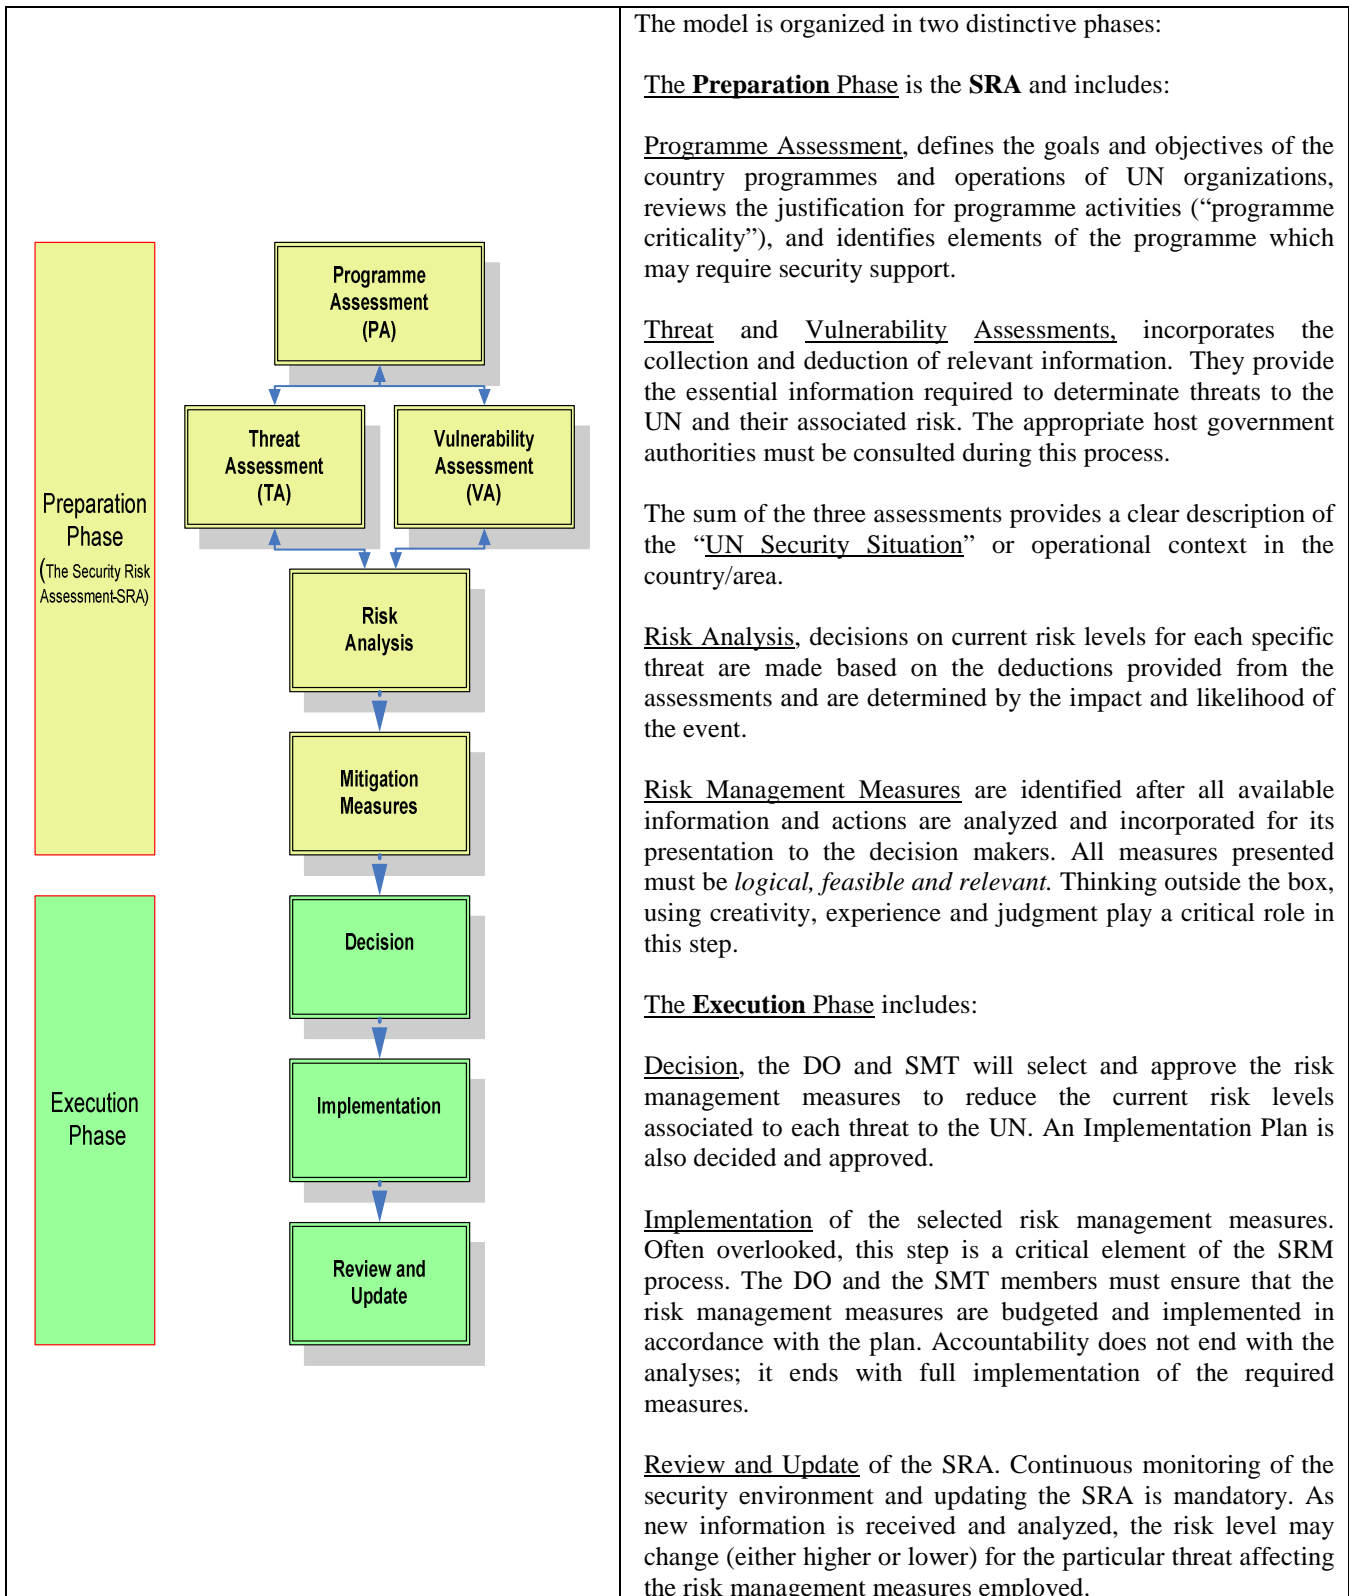 Programme
Assessment
(PA)
Threat
Assessment
(TA)
Vulnerability
Assessment
(VA)
Preparation
Phase
(The Security Risk
Assessment-SRA)
Risk
Analysis
Mitigation
Measures
Decision
Execution
Phase
Implementation
Review and
Update
The model is organized in two distinctive phases:
The Preparation Phase is the SRA and includes:
Programme Assessment, defines the goals and objectives of the
country programmes and operations of UN organizations,
reviews the justification for programme activities (“programme
criticality”), and identifies elements of the programme which
may require security support.
Threat and Vulnerability Assessments, incorporates the
collection and deduction of relevant information. They provide
the essential information required to determinate threats to the
UN and their associated risk. The appropriate host government
authorities must be consulted during this process.
The sum of the three assessments provides a clear description of
the “UN Security Situation” or operational context in the
country/area.
Risk Analysis, decisions on current risk levels for each specific
threat are made based on the deductions provided from the
assessments and are determined by the impact and likelihood of
the event.
Risk Management Measures are identified after all available
information and actions are analyzed and incorporated for its
presentation to the decision makers. All measures presented
must be logical, feasible and relevant. Thinking outside the box,
using creativity, experience and judgment play a critical role in
this step.
The Execution Phase includes:
Decision, the DO and SMT will select and approve the risk
management measures to reduce the current risk levels
associated to each threat to the UN. An Implementation Plan is
also decided and approved.
Implementation of the selected risk management measures.
Often overlooked, this step is a critical element of the SRM
process. The DO and the SMT members must ensure that the
risk management measures are budgeted and implemented in
accordance with the plan. Accountability does not end with the
analyses; it ends with full implementation of the required
measures.
Review and Update of the SRA. Continuous monitoring of the
security environment and updating the SRA is mandatory. As
new information is received and analyzed, the risk level may
change (either higher or lower) for the particular threat affecting
the risk management measures employed.